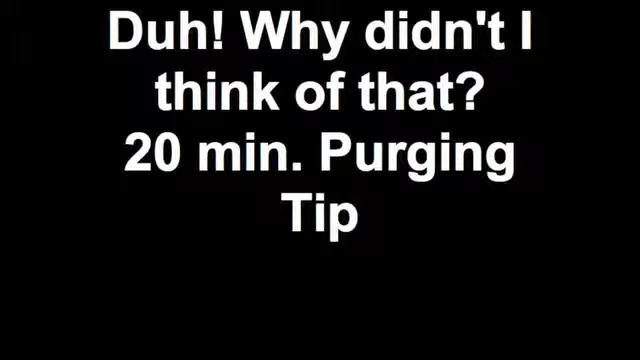 Duh! Why didn't I
think of that?
20 min. Purging
Tip